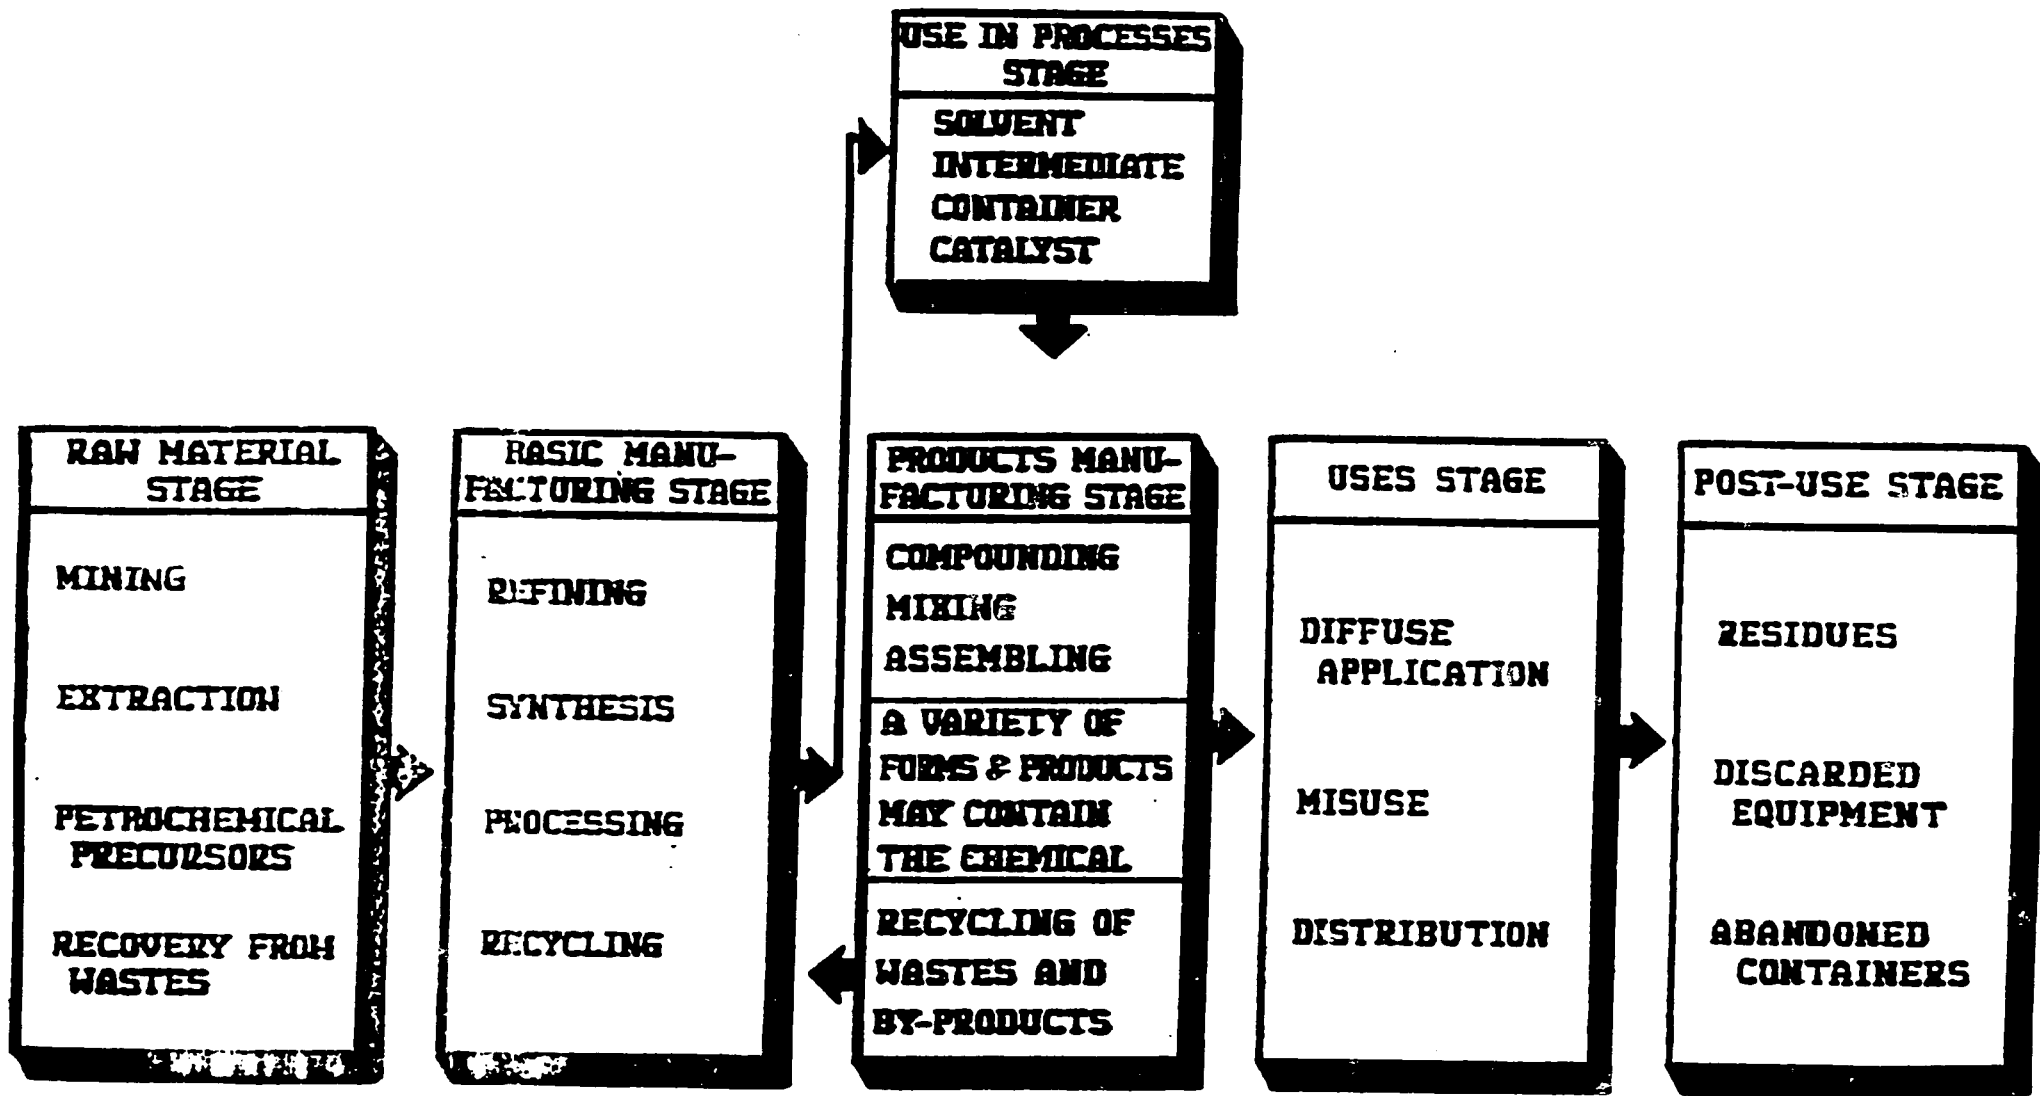 USE IN PROCESSES
STAGE
SOLVENT
INTERMEDIATE
CONTAINER
CATALYST
RAW MATERIAL
STAGE
MINING
EXTRACTION
PETROCHEMICAL
PRECURSORS
RECOVERY FROM
WASTES
BASIC MANU-
FACTURING STAGE
REFINING
SYNTHESIS
PROCESSING
RECYCLING
PRODUCTS MANU-
FACTURING STAGE
COMPOUNDING
MIXING
ASSEMBLING
A VARIETY OF
FORMS & PRODUCTS
MAY CONTAIN
THE CHEMICAL
RECYCLING OF
WASTES AND
BY-PRODUCTS
USES STAGE
DIFFUSE
APPLICATION
MISUSE
DISTRIBUTION
POST-USE STAGE
RESIDUES
DISCARDED
EQUIPMENT
ABANDONED
CONTAINERS